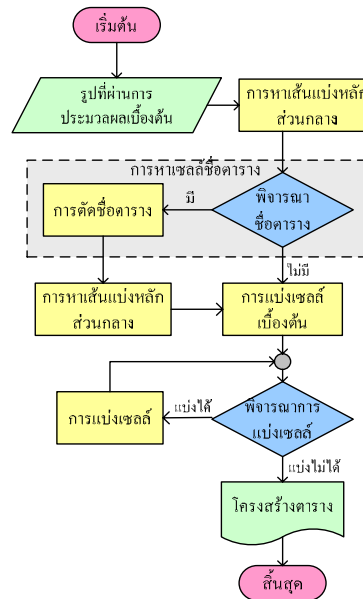 เริ่มต้น
รูปที่ผ่านการ
ประมวลผลเบื้องต้น
การหาเส้นแบ่งหลัก
ส่วนกลาง
การหาเซลล์ชื่อตาราง
พิจารณา
ชื่อตาราง
มี
การตัดชื่อตาราง
ไม่มี
การหาเส้นแบ่งหลัก
ส่วนกลาง
การแบ่งเซลล์
เบื้องต้น
พิจารณาการ
แบ่งเซลล์
แบ่งได้
การแบ่งเซลล์
แบ่งไม่ได้
โครงสร้างตาราง
สิ้นสุด